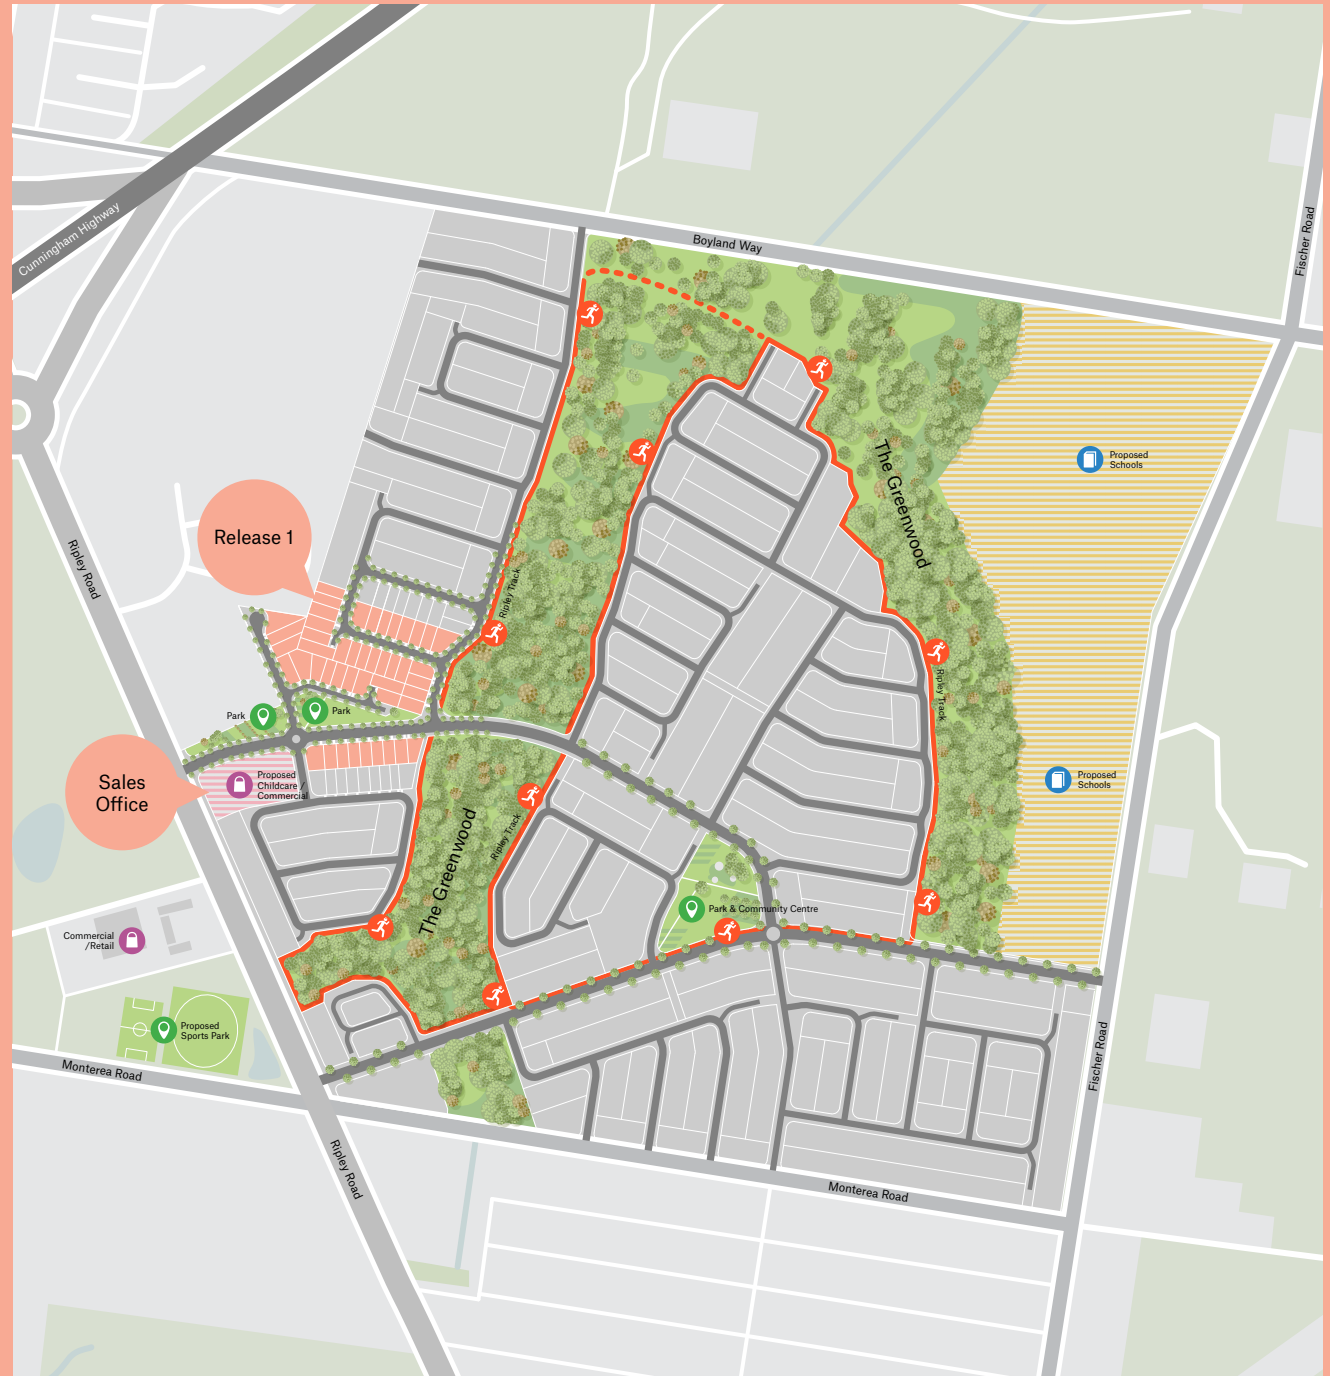 Boyland Way
Fischer Road
Cunningham Highway
Proposed
Schools
The Greenwood
Release 1
Ripley Road
Ripley Track
Ripley Track
Park
Park
Sales
Office
Proposed
Childcare /
Commercial
Proposed
Schools
Ripley Track
The Greenwood
Park & Community Centre
Commercial
/Retail
Proposed
Sports Park
Monterea Road
Fischer Road
Ripley Road
Monterea Road